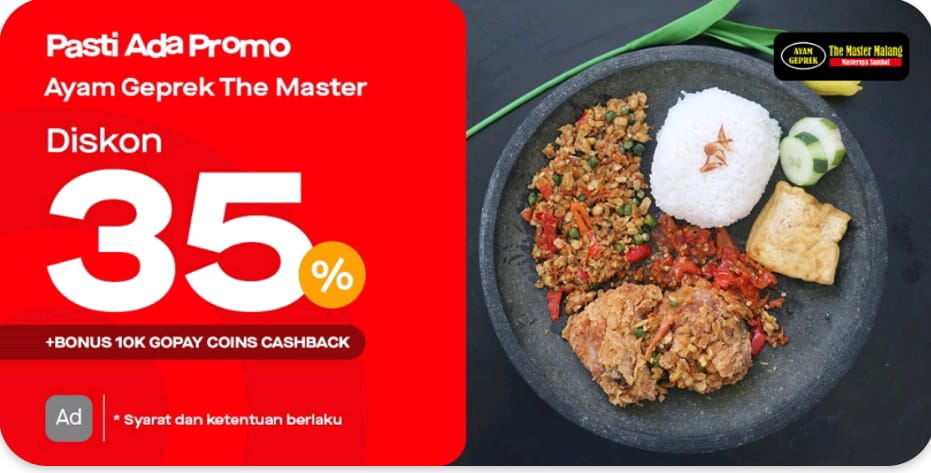 Pasti Ada Promo
Ayam Geprek The Master
Diskon
35%
+BONUS 10K GOPAY COINS CASHBACK
Ad
* Syarat dan ketentuan berlaku
AYAM
GEPREK
The Master Malang
Masternya Sambal